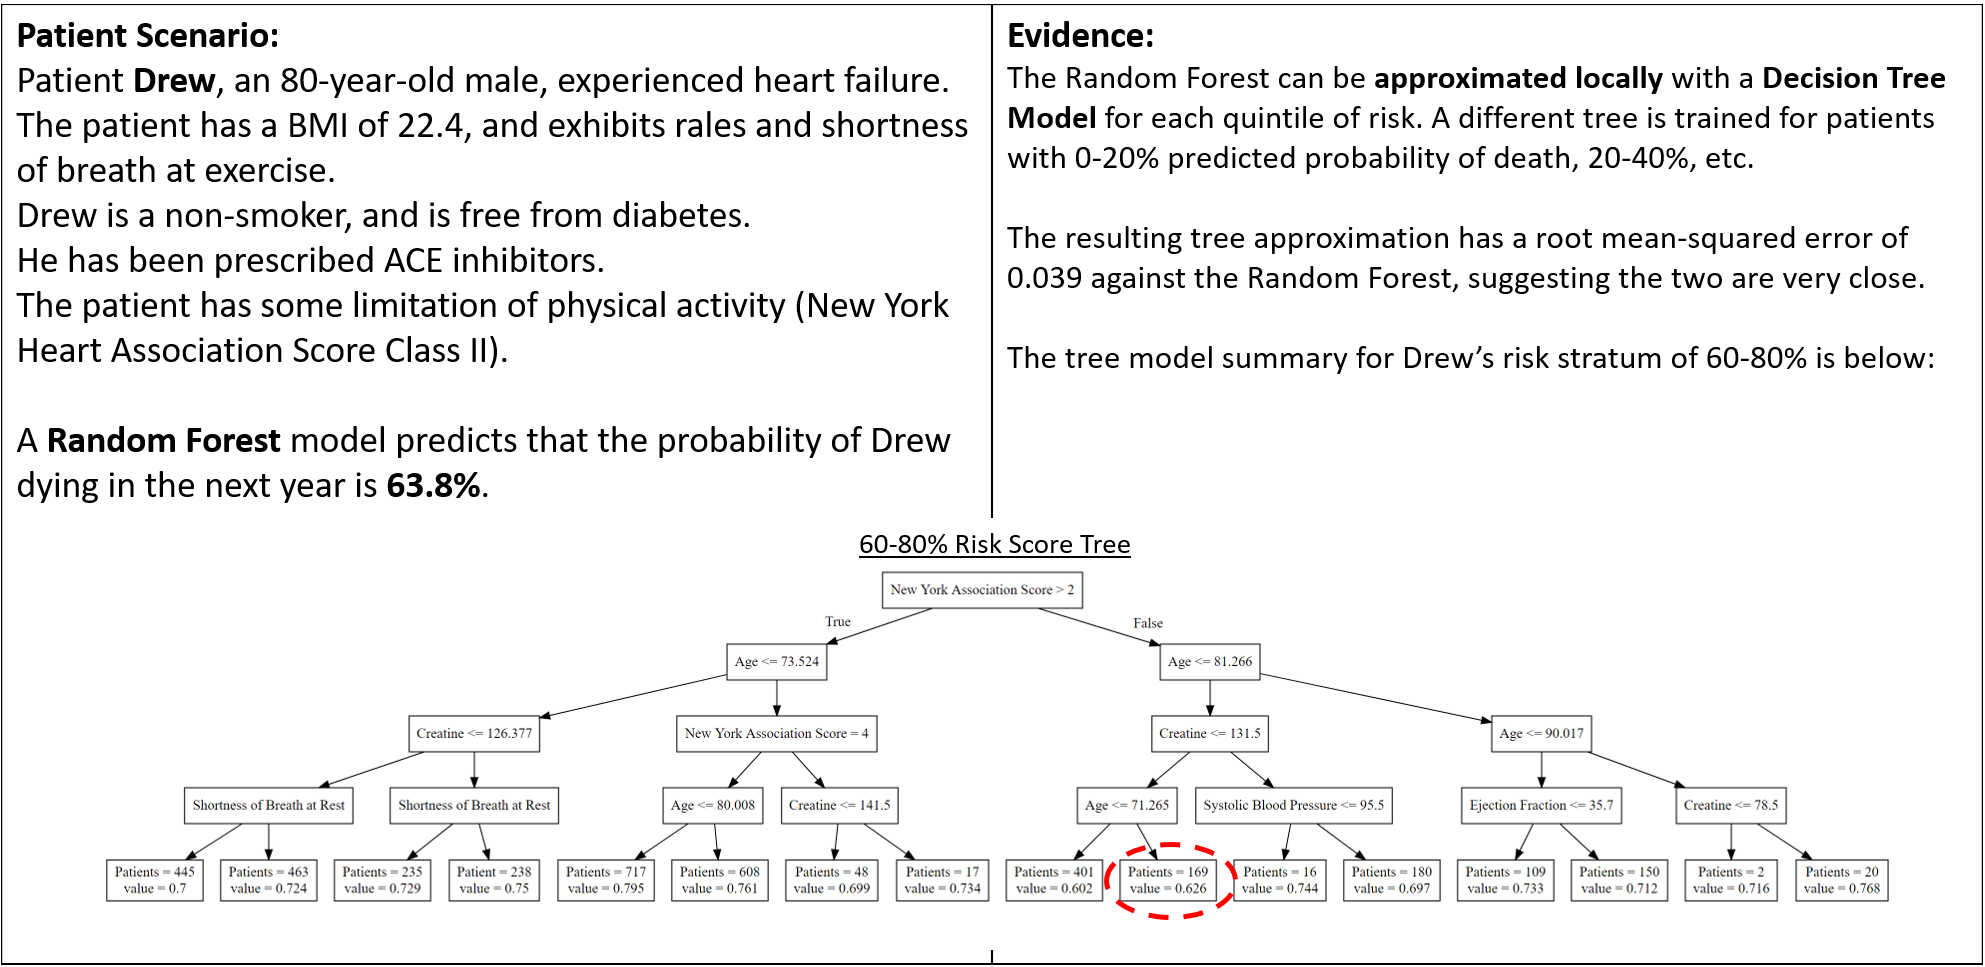 Patient Scenario:
Patient Drew, an 80-year-old male, experienced heart failure.
The patient has a BMI of 22.4, and exhibits rales and shortness
of breath at exercise.
Drew is a non-smoker, and is free from diabetes.
He has been prescribed ACE inhibitors.
The patient has some limitation of physical activity (New York
Heart Association Score Class II).
A Random Forest model predicts that the probability of Drew
dying in the next year is 63.8%.
Evidence:
The Random Forest can be approximated locally with a Decision Tree
Model for each quintile of risk. A different tree is trained for patients
with 0-20% predicted probability of death, 20-40%, etc.
The resulting tree approximation has a root mean-squared error of
0.039 against the Random Forest, suggesting the two are very close.
The tree model summary for Drew's risk stratum of 60-80% is below:
60-80% Risk Score Tree
New York Association Score > 2
True
False
Age <= 73.524
Age <= 81.266
Creatine <= 126.377
New York Association Score = 4
Creatine <= 131.5
Age <= 90.017
Shortness of Breath at Rest
Shortness of Breath at Rest
Age <= 80.008
Creatine <= 141.5
Age <= 71.265
Systolic Blood Pressure <= 95.5
Ejection Fraction <= 35.7
Creatine <= 78.5
Patients = 445
value = 0.7
Patients = 463
value = 0.724
Patients = 235
value = 0.729
Patient = 238
value = 0.75
Patients = 717
value = 0.795
Patients = 608
value = 0.761
Patients = 48
value = 0.699
Patients = 17
value = 0.734
Patients = 401
value = 0.602
Patients = 169
value = 0.626
Patients = 16
value = 0.744
Patients = 180
value = 0.697
Patients = 109
value = 0.733
Patients = 150
value = 0.712
Patients = 2
value = 0.716
Patients = 20
value = 0.768